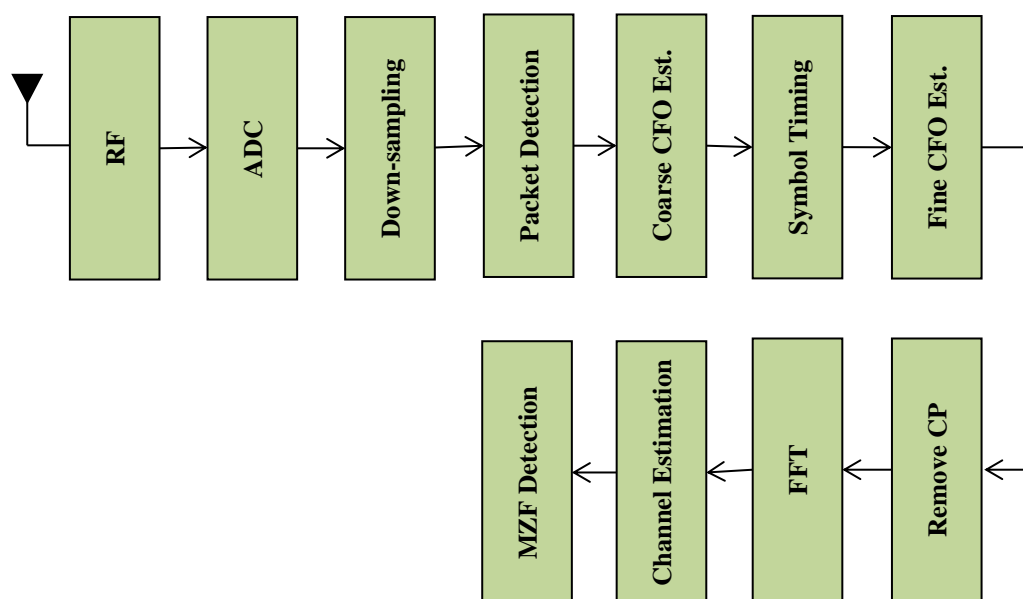 RF
ADC
Down-sampling
Packet Detection
Coarse CFO Est.
Symbol Timing
Fine CFO Est.
Remove CP
FFT
Channel Estimation
MZF Detection